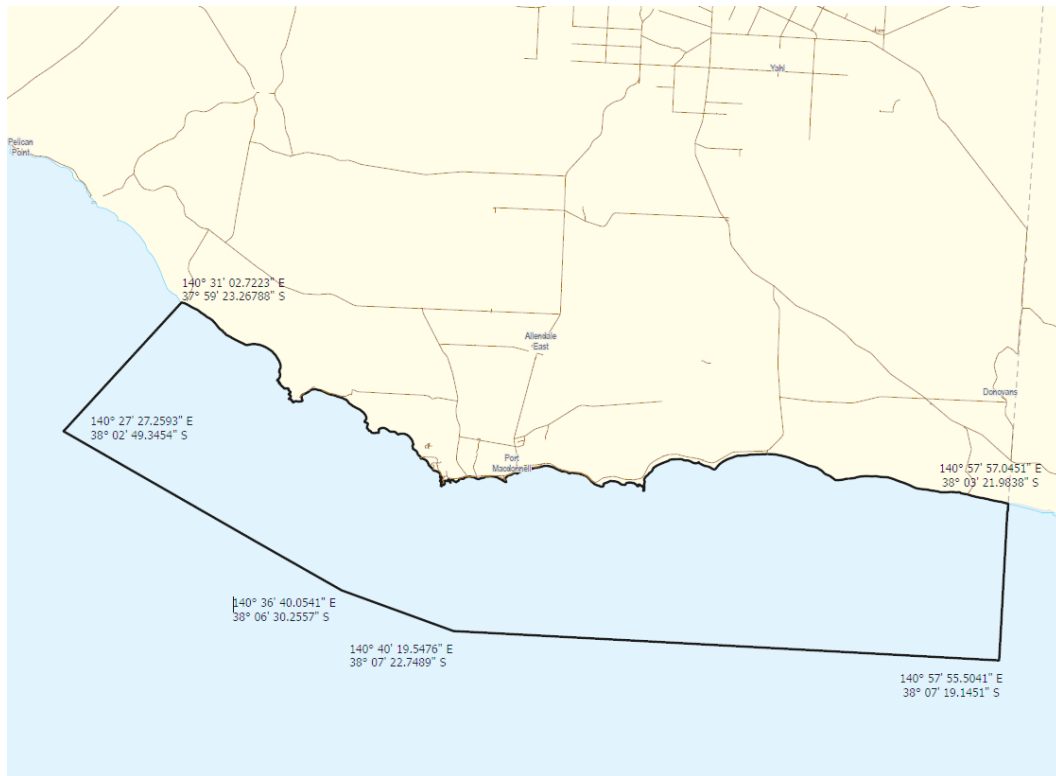 Yahl
Pelican
Point
140° 31' 02.7223" E
37° 59' 23.26788" S
Allendale
East
Donovans
140° 27' 27.2593" E
38° 02' 49.3454" S
Port
Macdonnell
140° 57' 57.0451" E
38° 03' 21.9838" S
140° 36' 40.0541" E
38° 06' 30.2557" S
140° 40' 19.5476" E
38° 07' 22.7489" S
140° 57' 55.5041" E
38° 07' 19.1451" S